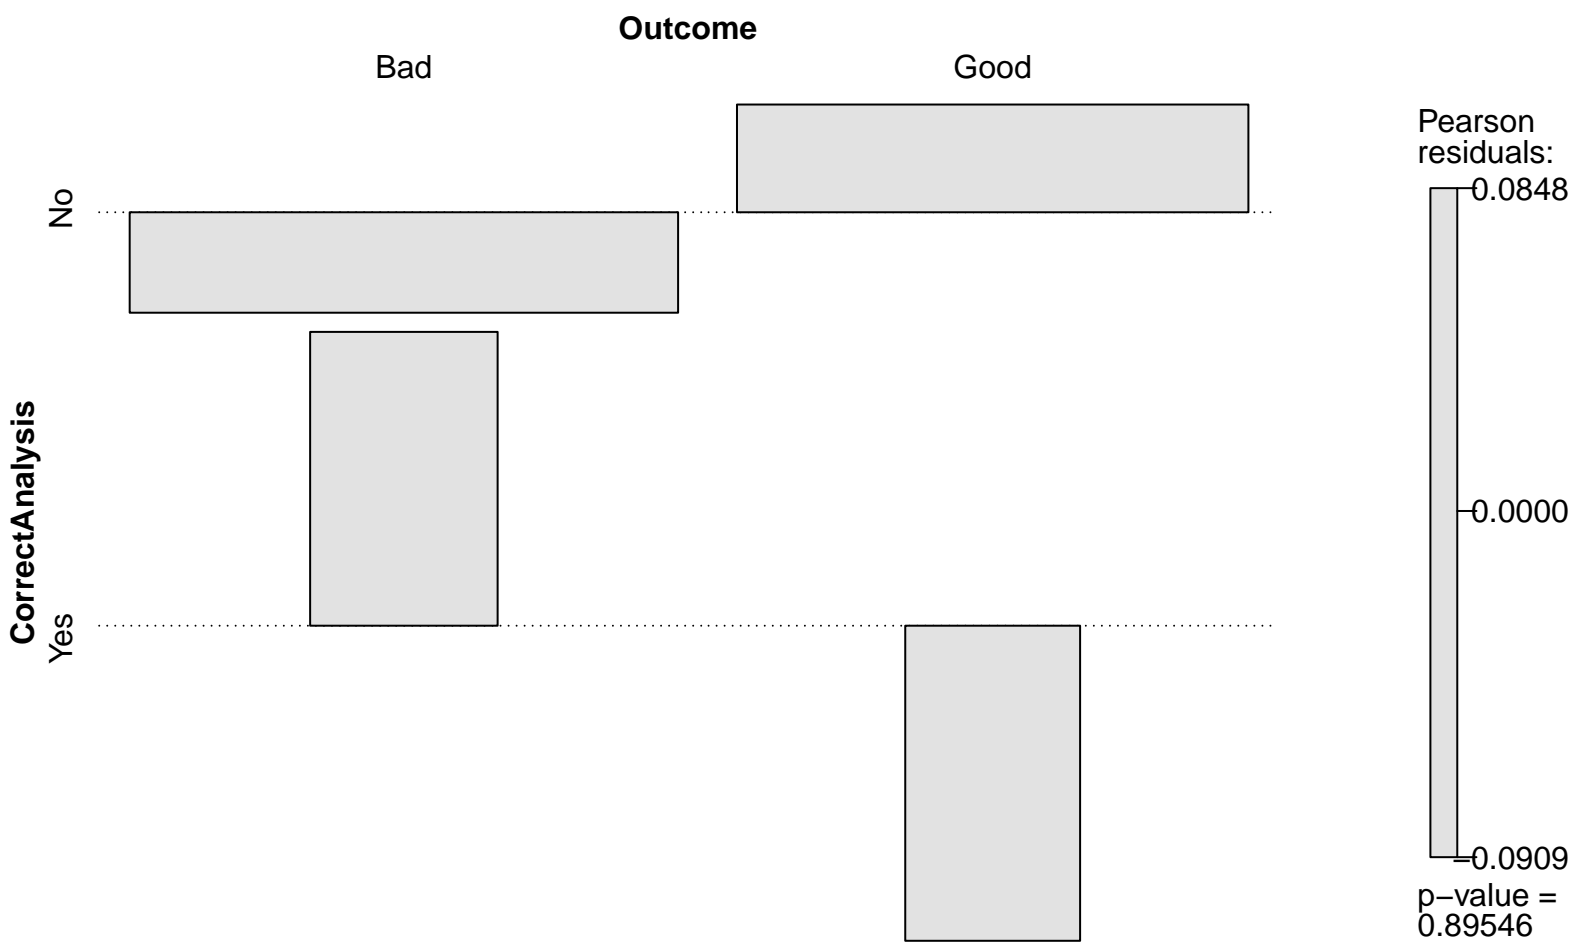 Outcome
Bad Good
Pearson
residuals:
0.0848
0.0000
−0.0909
p−value =
0.89546
CorrectAnalysis
No
Yes